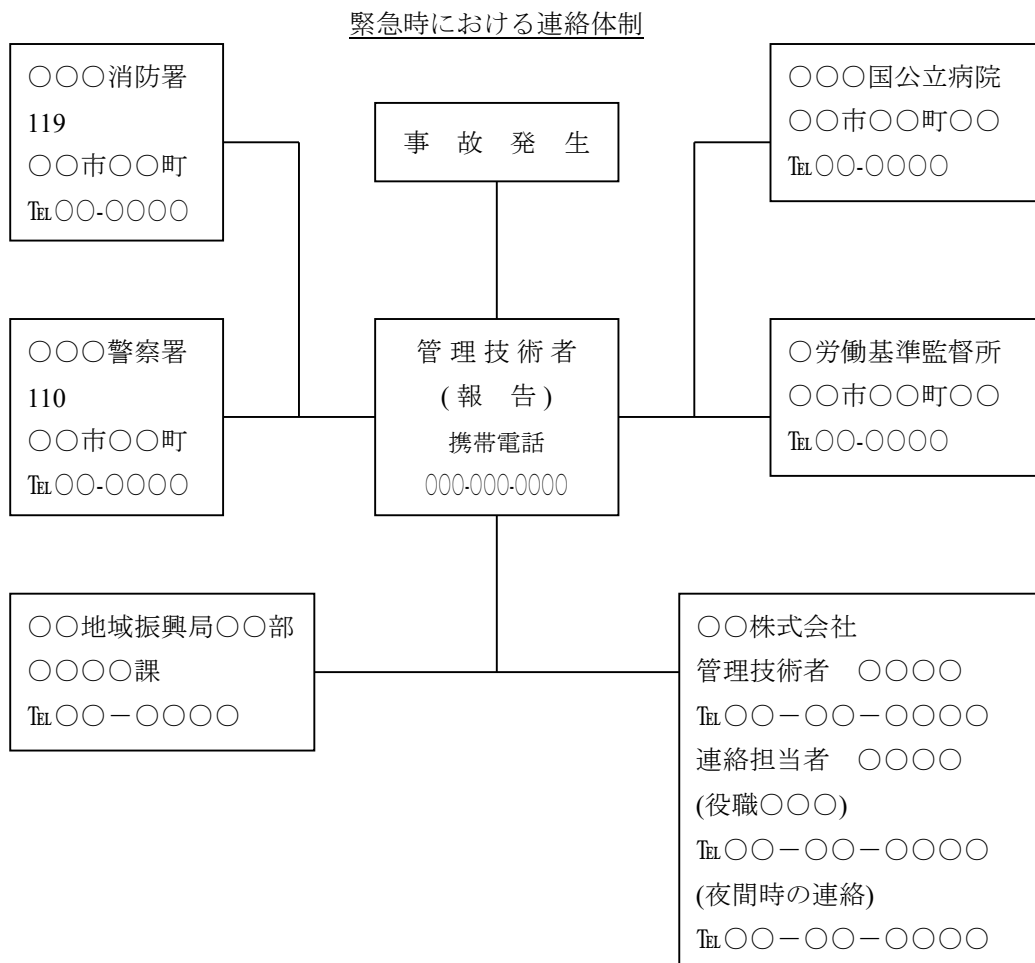 緊急時における連絡体制
○○○消防署
119
○○市○○町
℡○○-○○○○
事 故 発 生
○○○国公立病院
○○市○○町○○
℡○○-○○○○
○○○警察署
110
○○市○○町
℡○○-○○○○
管 理 技 術 者
(報 告)
携帯電話
○○○-○○○-○○○○
○労働基準監督所
○○市○○町○○
℡○○-○○○○
○○地域振興局○○部
○○○○課
℡○○-○○○○
○○株式会社
管理技術者 ○○○○
℡○○-○○-○○○○
連絡担当者 ○○○○
(役職○○○)
℡○○-○○-○○○○
(夜間時の連絡)
℡○○-○○-○○○○